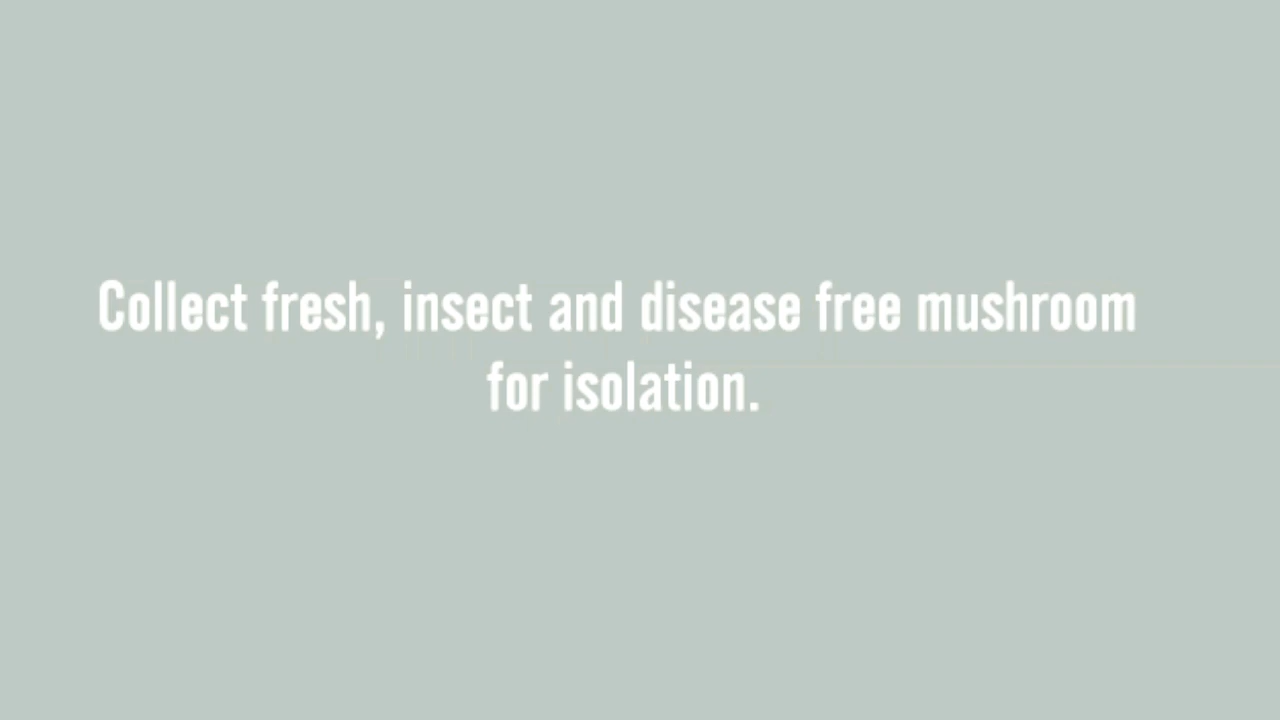 Collect fresh, insect and disease free mushroom
for isolation.